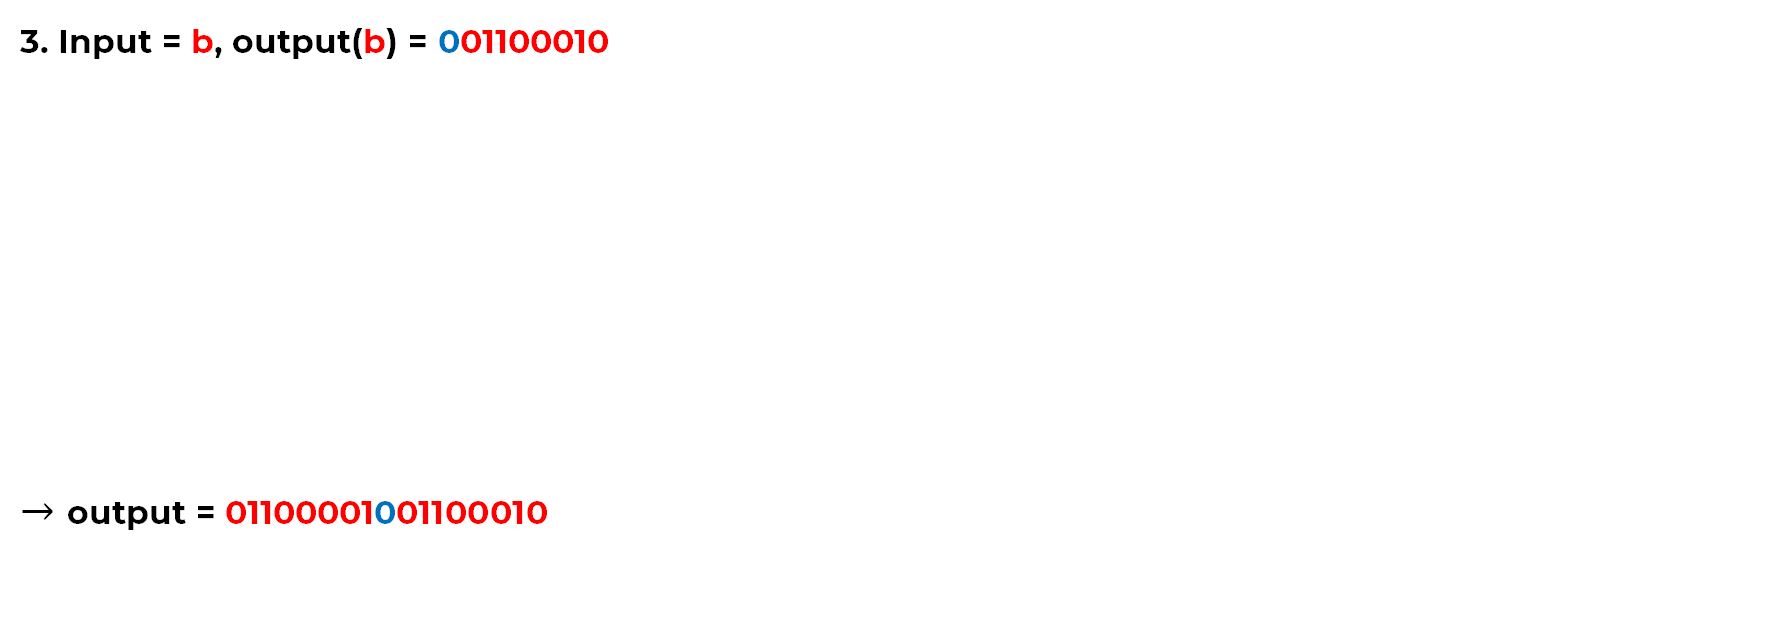 3. Input = b, output(b) = 001100010
→ output = 01100001001100010